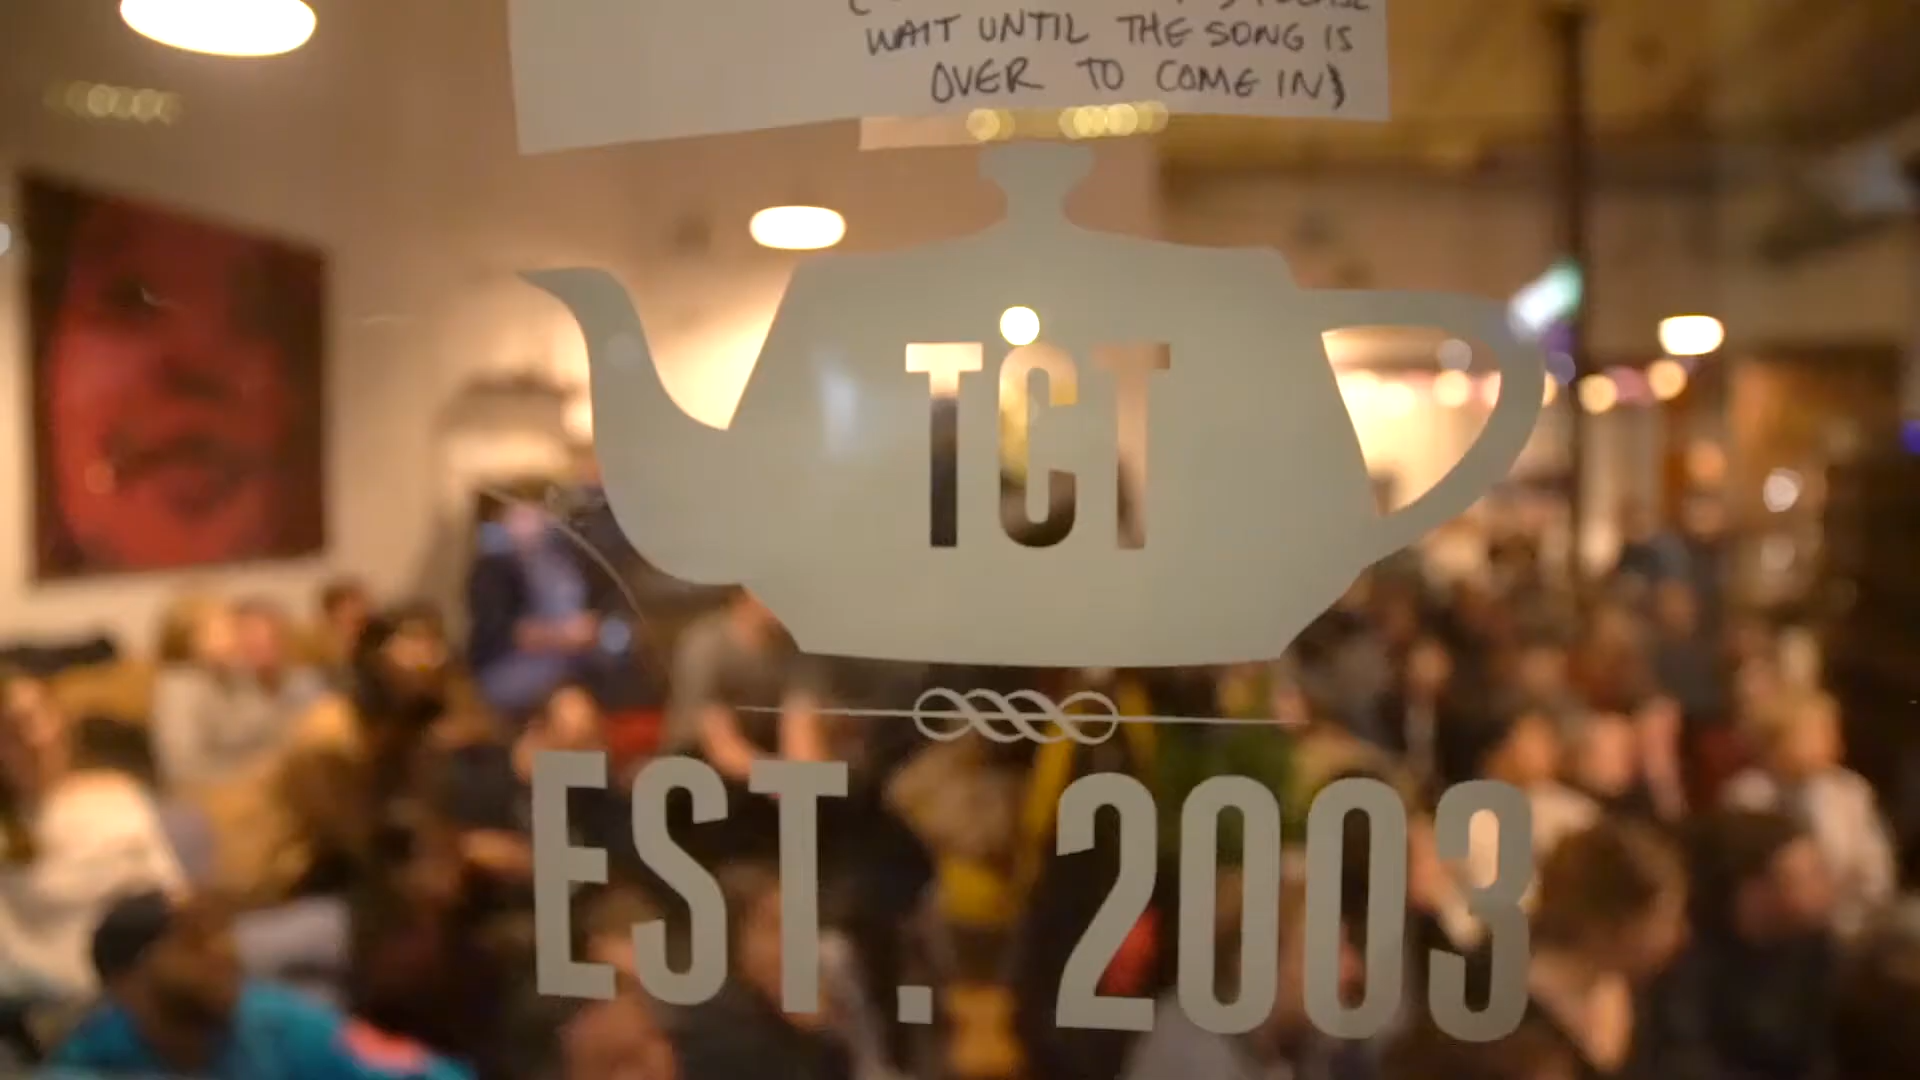 WAIT UNTIL THE SONG IS
OVER TO COME IN)
TCT
EST. 2003